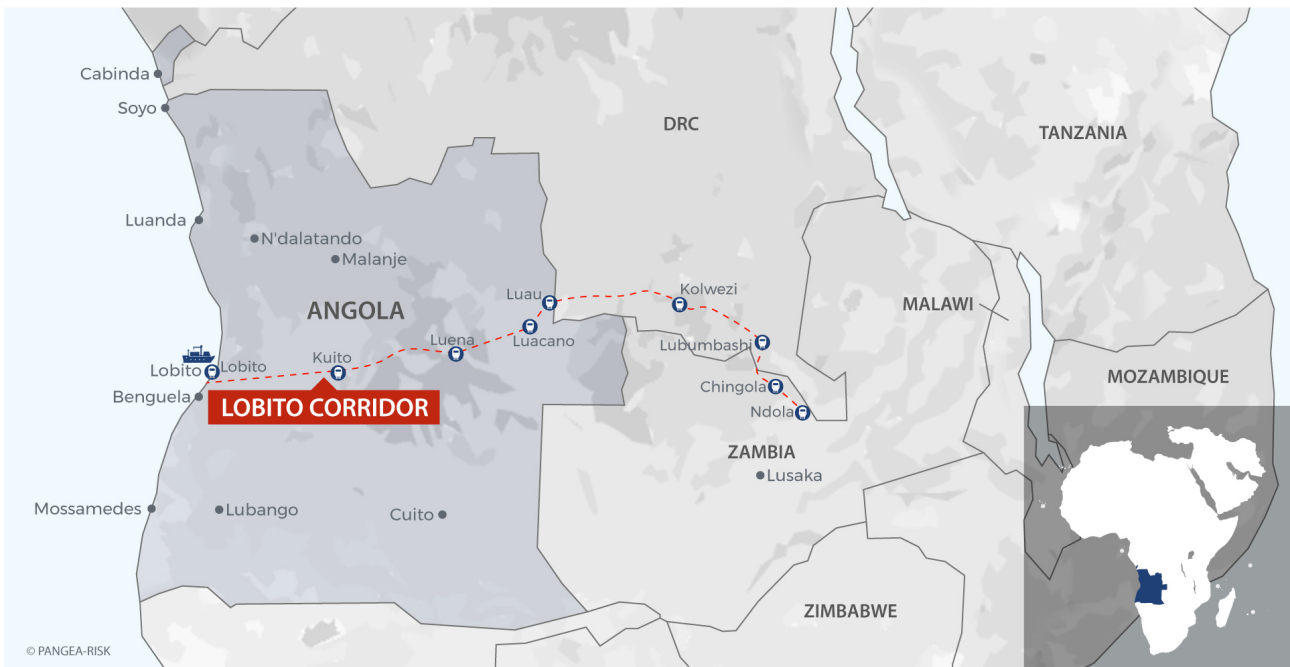 Cabinda
Soyo
DRC
TANZANIA
Luanda
N'dalatando
Malanje
ANGOLA
Luau
Kolwezi
MALAWI
Luena
Luacano
Lubumbashi
Kuito
Lobito
Lobito
Benguela
LOBITO CORRIDOR
Chingola
Ndola
MOZAMBIQUE
ZAMBIA
Lusaka
Mossamedes
Lubango
Cuito
ZIMBABWE
© PANGEA-RISK